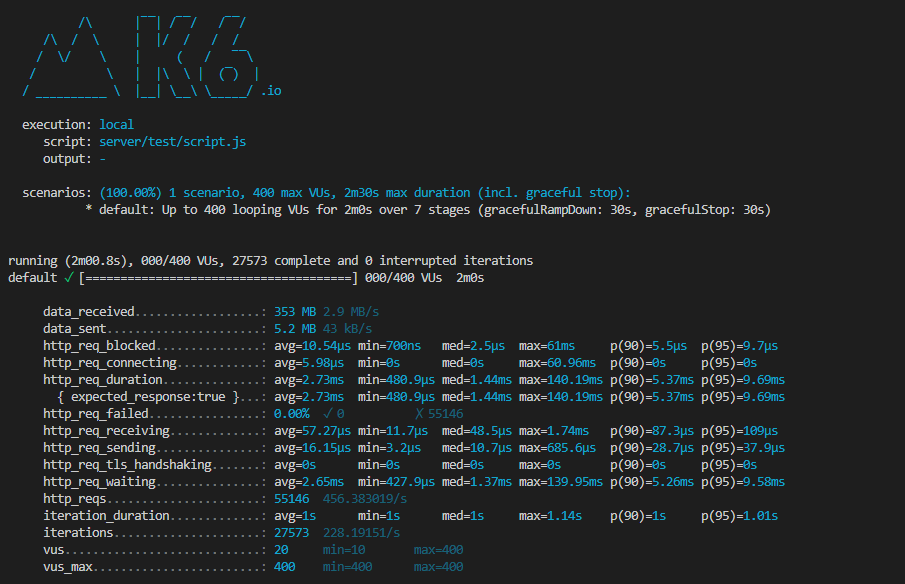 .io
execution: local
script: server/test/script.js
output: -
scenarios: (100.00%) 1 scenario, 400 max VUs, 2m30s max duration (incl. graceful stop):
* default: Up to 400 looping VUs for 2m0s over 7 stages (gracefulRampDown: 30s, gracefulStop: 30s)
running (2m00.8s), 000/400 VUs, 27573 complete and 0 interrupted iterations
default ✓ [======================================] 000/400 VUs  2m0s
data_received..................: 353 MB 2.9 MB/s
data_sent......................: 5.2 MB 43 kB/s
http_req_blocked...............: avg=10.54µs min=700ns   med=2.5µs  max=61ms     p(90)=5.5µs  p(95)=9.7µs
http_req_connecting............: avg=5.98µs  min=0s      med=0s     max=60.96ms  p(90)=0s     p(95)=0s
http_req_duration..............: avg=2.73ms  min=480.9µs med=1.44ms max=140.19ms p(90)=5.37ms p(95)=9.69ms
{ expected_response:true }...: avg=2.73ms  min=480.9µs med=1.44ms max=140.19ms p(90)=5.37ms p(95)=9.69ms
http_req_failed................: 0.00%  ✓ 0          ✗ 55146
http_req_receiving.............: avg=57.27µs min=11.7µs  med=48.5µs max=1.74ms   p(90)=87.3µs p(95)=109µs
http_req_sending...............: avg=16.15µs min=3.2µs   med=10.7µs max=685.6µs  p(90)=28.7µs p(95)=37.9µs
http_req_tls_handshaking.......: avg=0s      min=0s      med=0s     max=0s       p(90)=0s     p(95)=0s
http_req_waiting...............: avg=2.65ms  min=427.9µs med=1.37ms max=139.95ms p(90)=5.26ms p(95)=9.58ms
http_reqs......................: 55146  456.383019/s
iteration_duration.............: avg=1s      min=1s      med=1s     max=1.14s    p(90)=1s     p(95)=1.01s
iterations.....................: 27573  228.19151/s
vus............................: 20     min=10       max=400
vus_max........................: 400    min=400      max=400